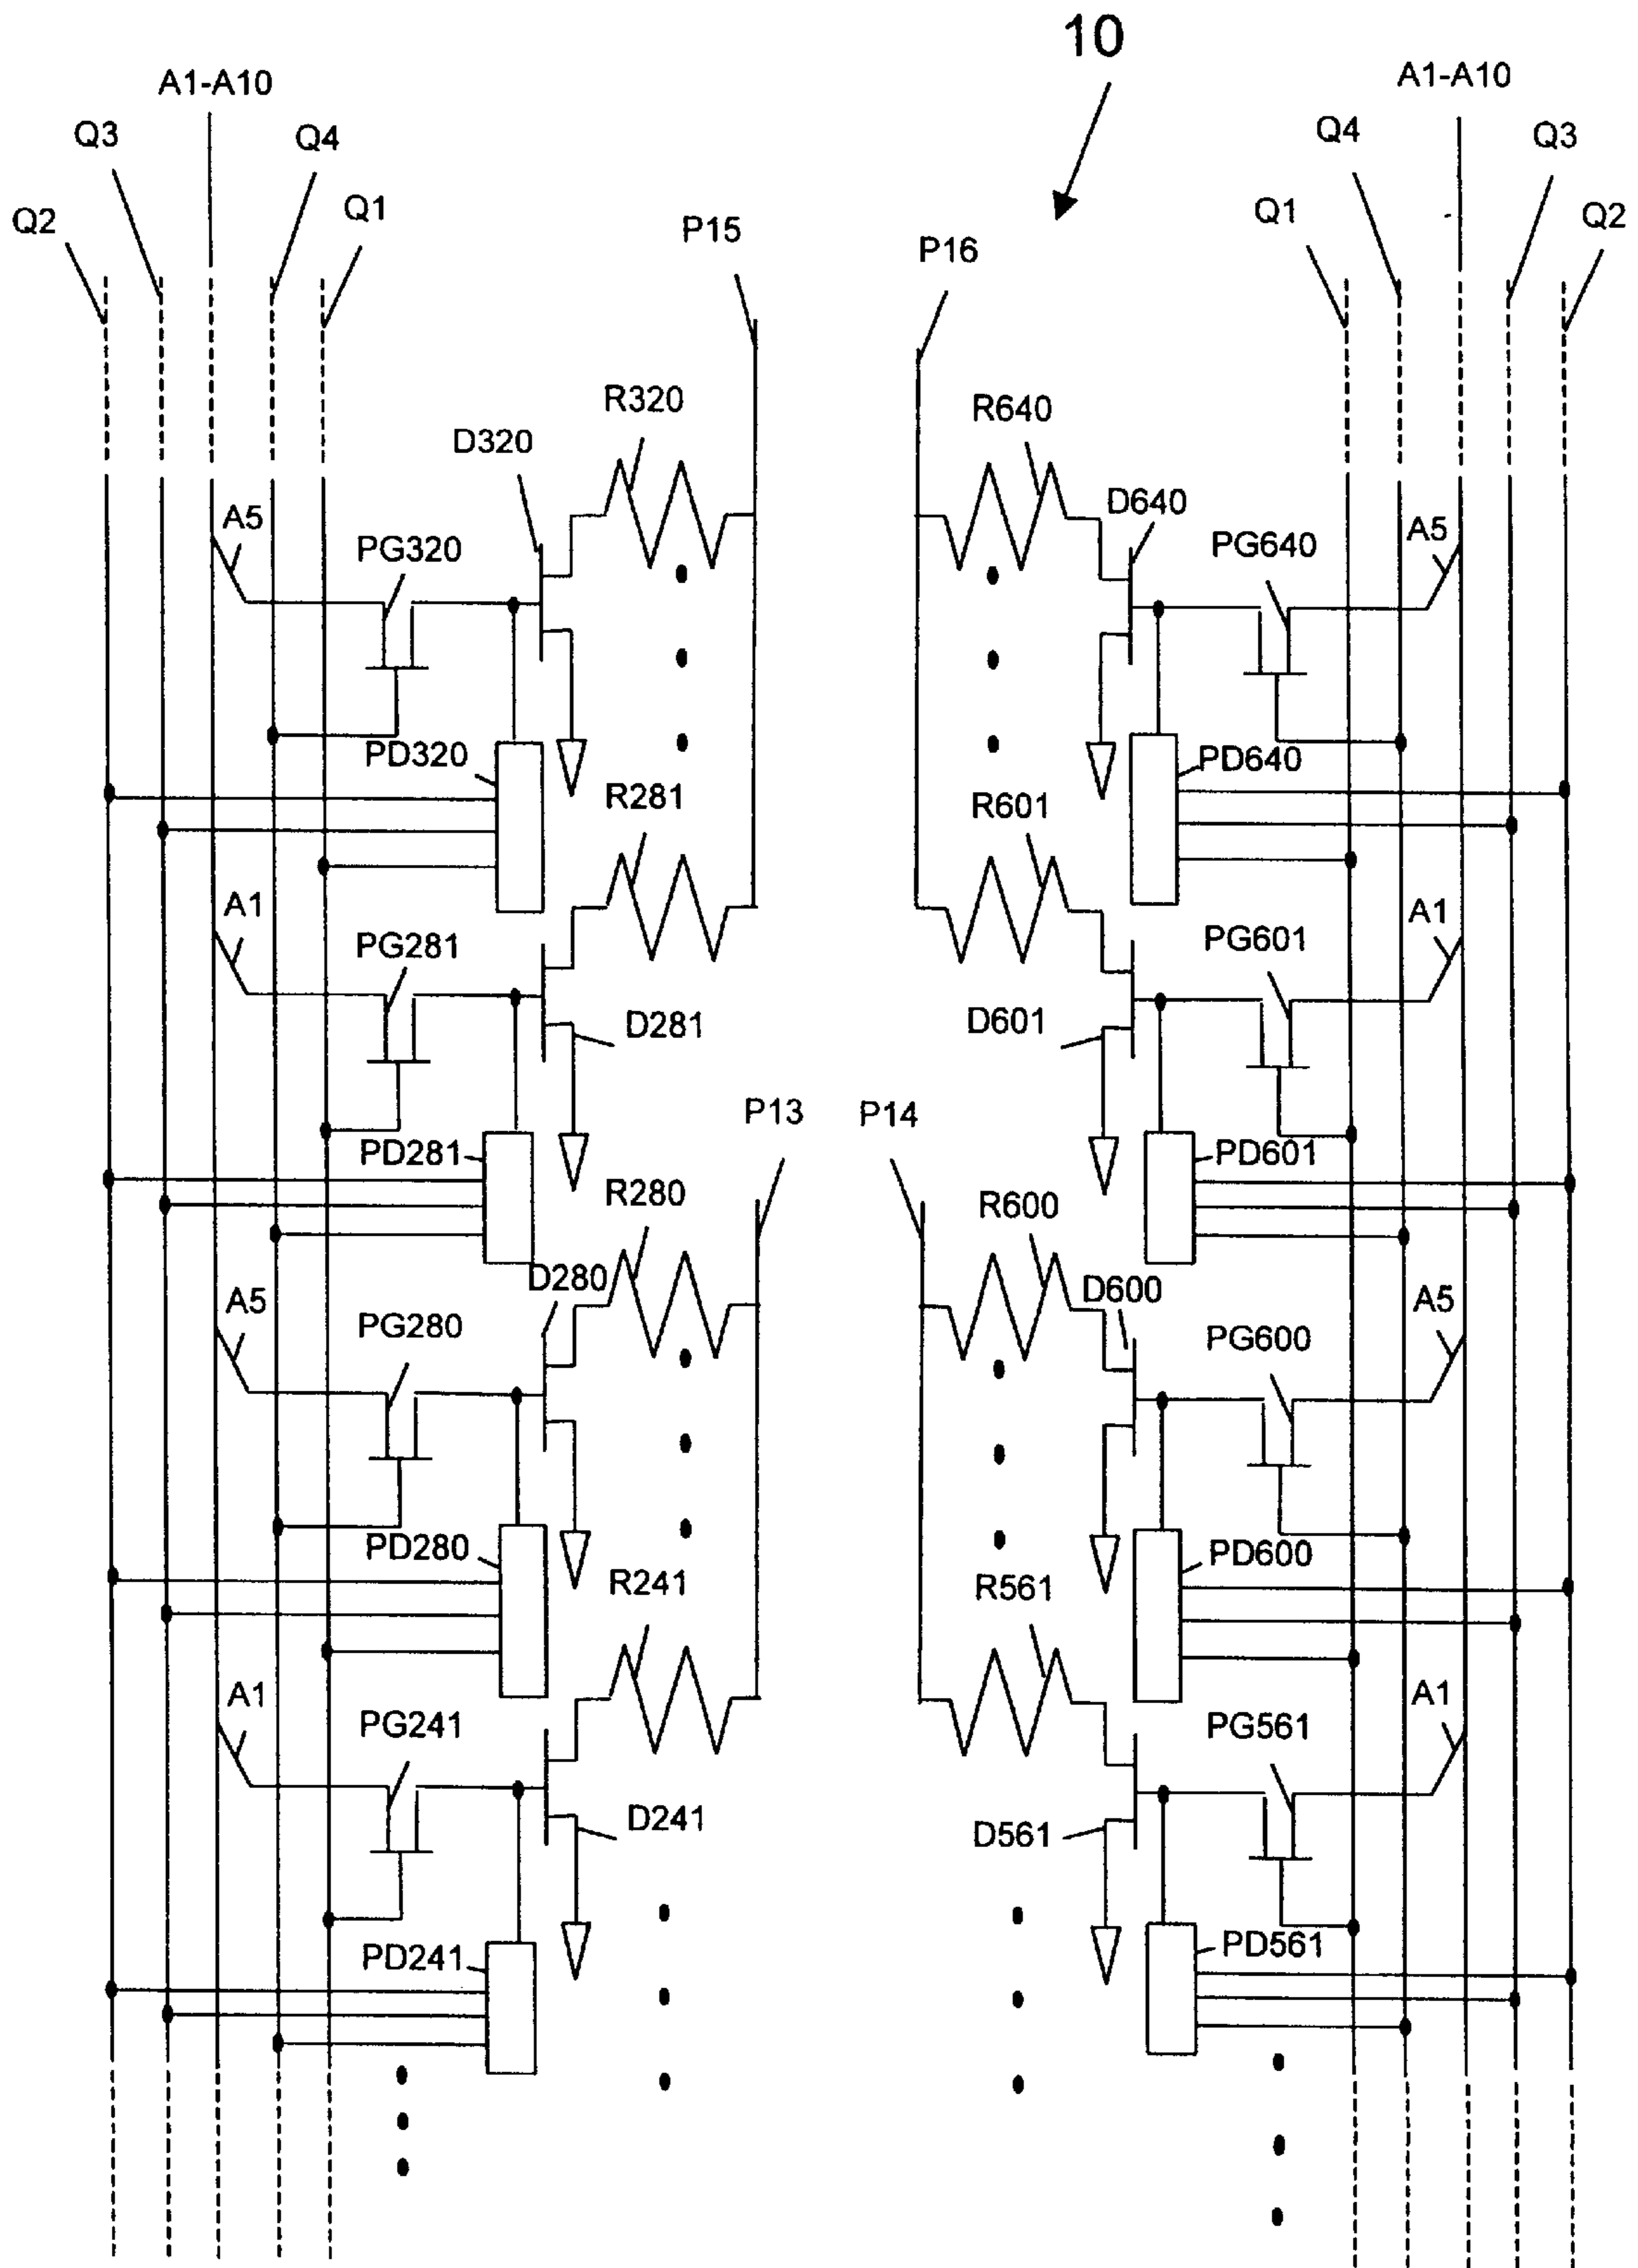 10
A1-A10 A1-A10
Q3 Q4 Q4 Q3
Q2 Q1 Q1 Q2
P15 P16
R320 R640
D320 D640
A5 PG320 PG640 A5
PD320 PD640
R281 R601
A1 PG281 PG601 A1
D281 D601
P13 P14
PD281 PD601
R280 R600
D280 D600
A5 PG280 PG600 A5
PD280 PD600
R241 R561
A1 PG241 PG561 A1
D241 D561
PD241 PD561